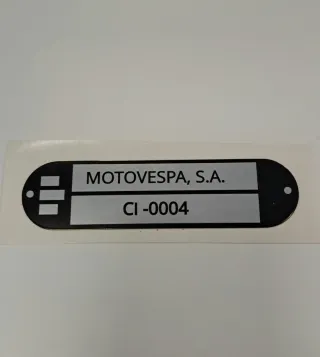 MOTOVESPA, S.A.
CI -0004